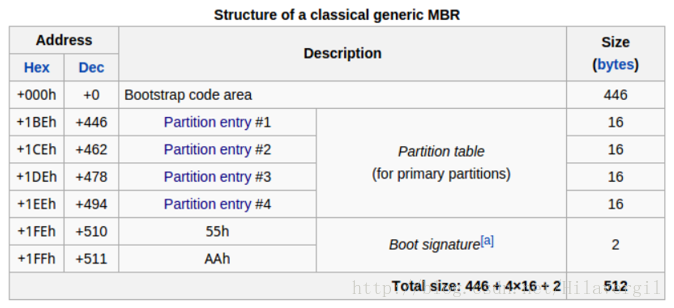 Structure of a classical generic MBR
Address Description Size (bytes)
Hex Dec
+000h +0 Bootstrap code area 446
+1BEh +446 Partition entry #1 Partition table (for primary partitions) 16
+1CEh +462 Partition entry #2 16
+1DEh +478 Partition entry #3 16
+1EEh +494 Partition entry #4 16
+1FEh +510 55h Boot signature[a] 2
+1FFh +511 AAh
Total size: 446 + 4×16 + 2 512